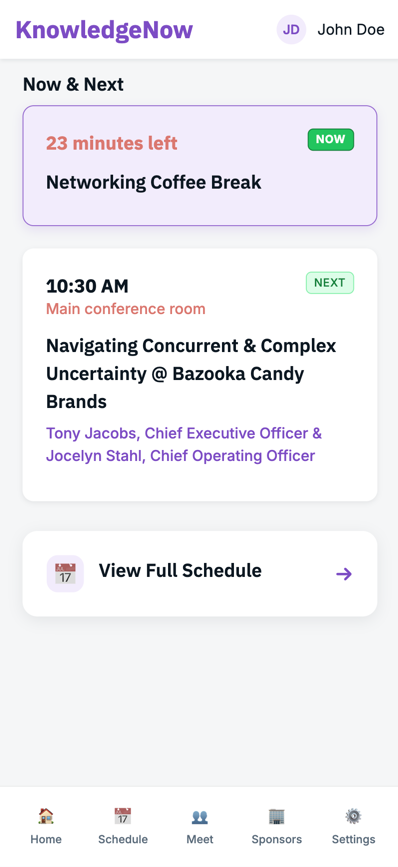 KnowledgeNow
JD
John Doe
Now & Next
23 minutes left
NOW
Networking Coffee Break
10:30 AM
NEXT
Main conference room
Navigating Concurrent & Complex
Uncertainty @ Bazooka Candy
Brands
Tony Jacobs, Chief Executive Officer &
Jocelyn Stahl, Chief Operating Officer
17
View Full Schedule
→
17
Home
Schedule
Meet
Sponsors
Settings